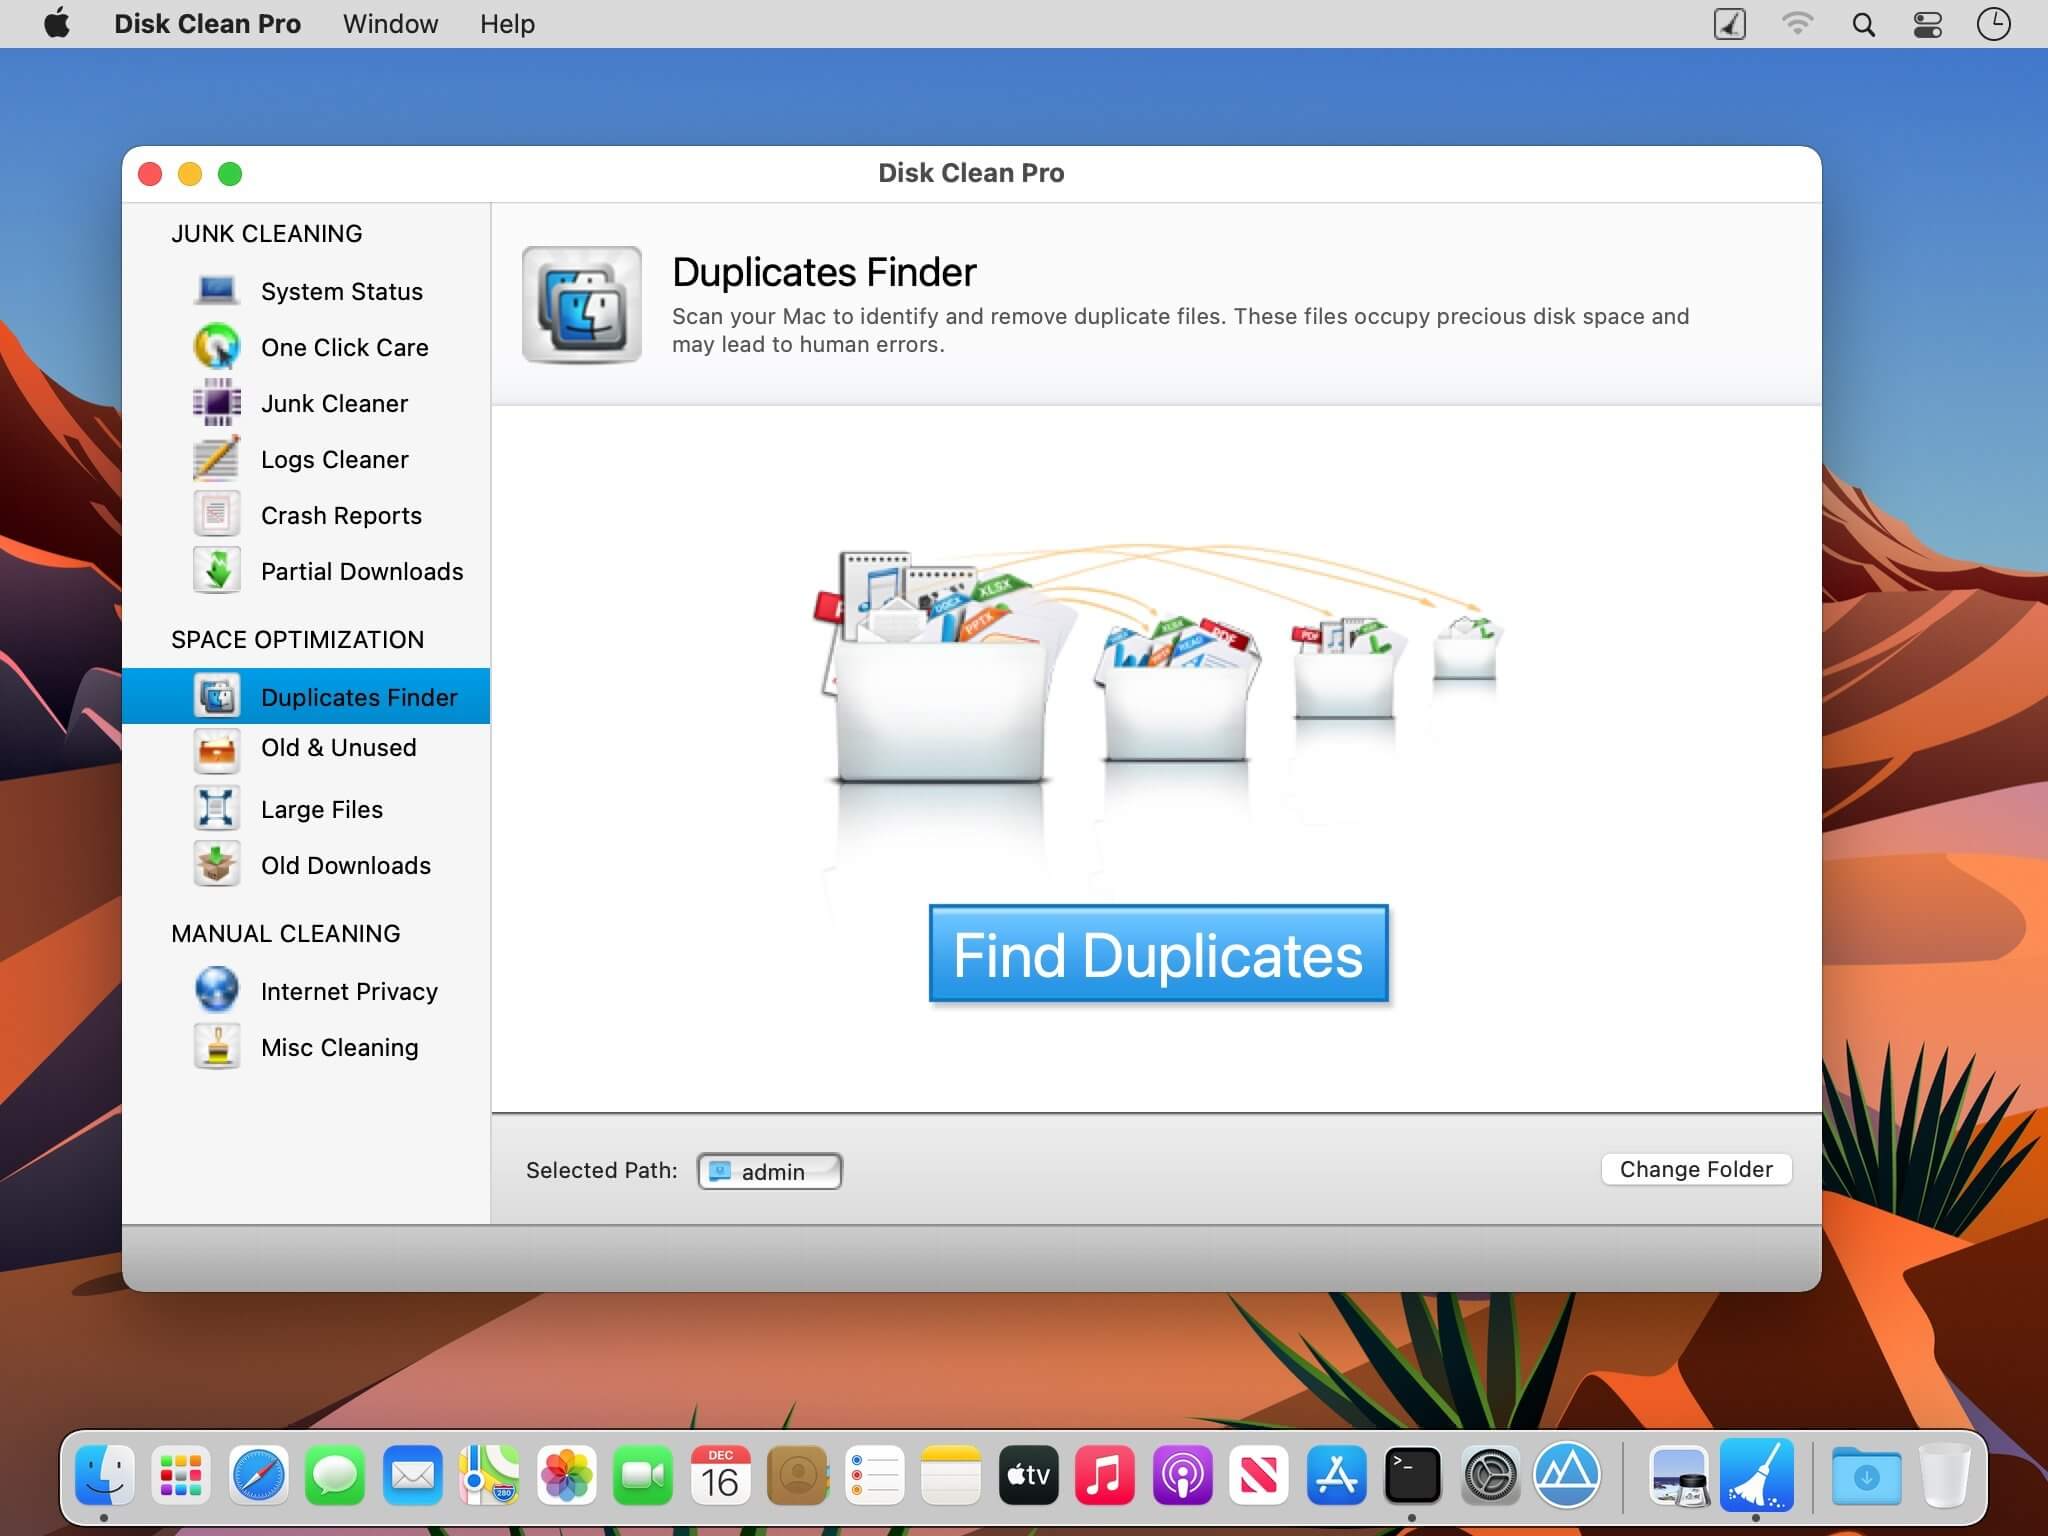 Disk Clean Pro Window Help
Disk Clean Pro
JUNK CLEANING
System Status
One Click Care
Junk Cleaner
Logs Cleaner
Crash Reports
Partial Downloads
SPACE OPTIMIZATION
Duplicates Finder
Old & Unused
Large Files
Old Downloads
MANUAL CLEANING
Internet Privacy
Misc Cleaning
Duplicates Finder
Scan your Mac to identify and remove duplicate files. These files occupy precious disk space and
may lead to human errors.
DOCX
XLSX
PPTX
XLSX
READ
PDF
PDF
Find Duplicates
Selected Path: admin
Change Folder
280
DEC
16
tv
>_